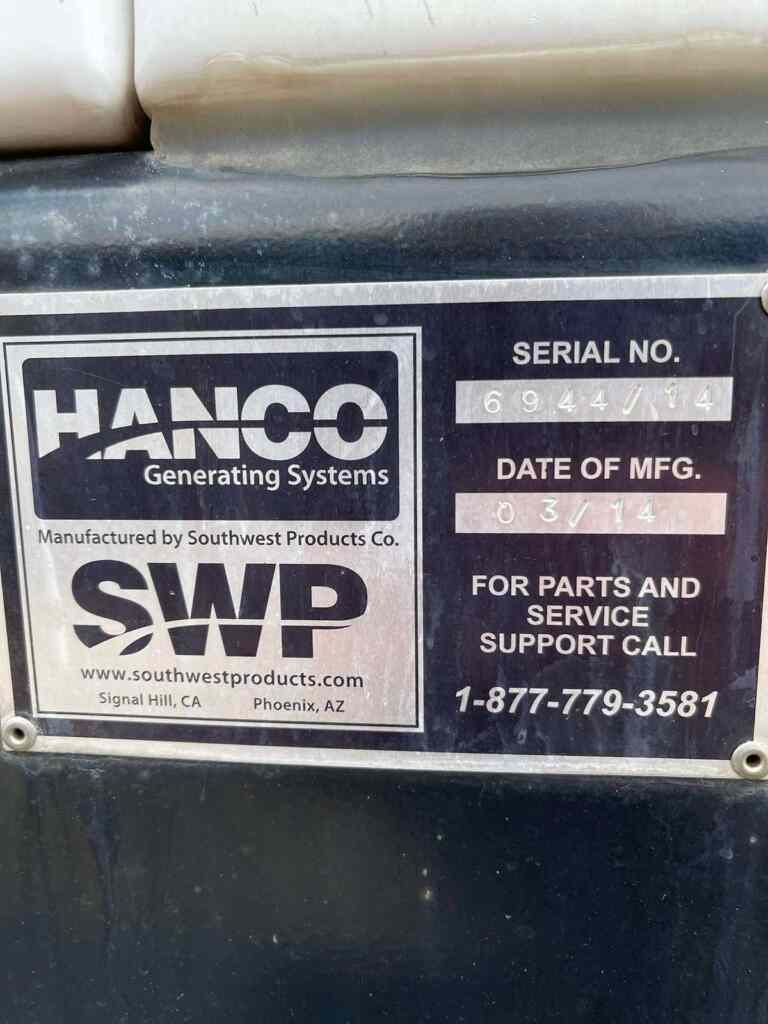 HANCO
Generating Systems
Manufactured by Southwest Products Co.
SWP
www.southwestproducts.com
Signal Hill, CA Phoenix, AZ
SERIAL NO.
6944/14
DATE OF MFG.
03/14
FOR PARTS AND
SERVICE
SUPPORT CALL
1-877-779-3581